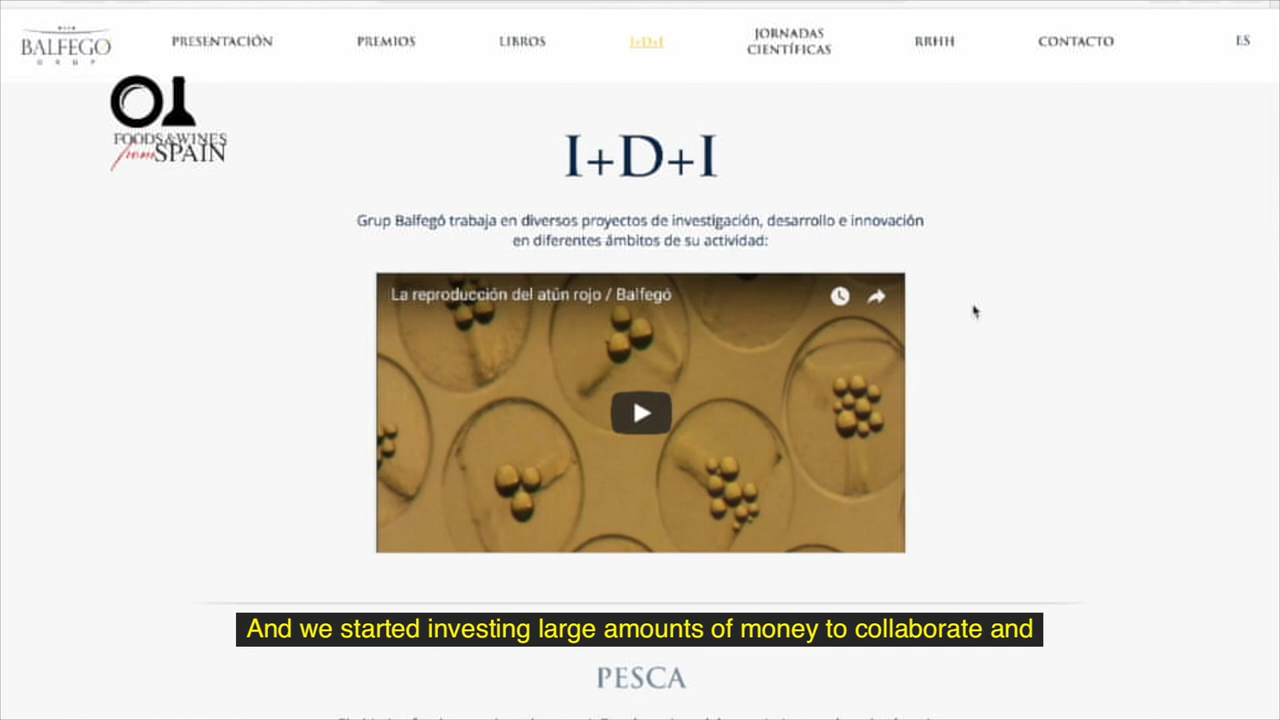 BALFEGÓ
GRUP
PRESENTACIÓN
PREMIOS
LIBROS
I+D+I
JORNADAS
CIENTÍFICAS
RRHH
CONTACTO
ES
FOODS&WINES
from SPAIN
I+D+I
Grup Balfegó trabaja en diversos proyectos de investigación, desarrollo e innovación
en diferentes ámbitos de su actividad:
La reproducción del atún rojo / Balfegó
And we started investing large amounts of money to collaborate and
PESCA